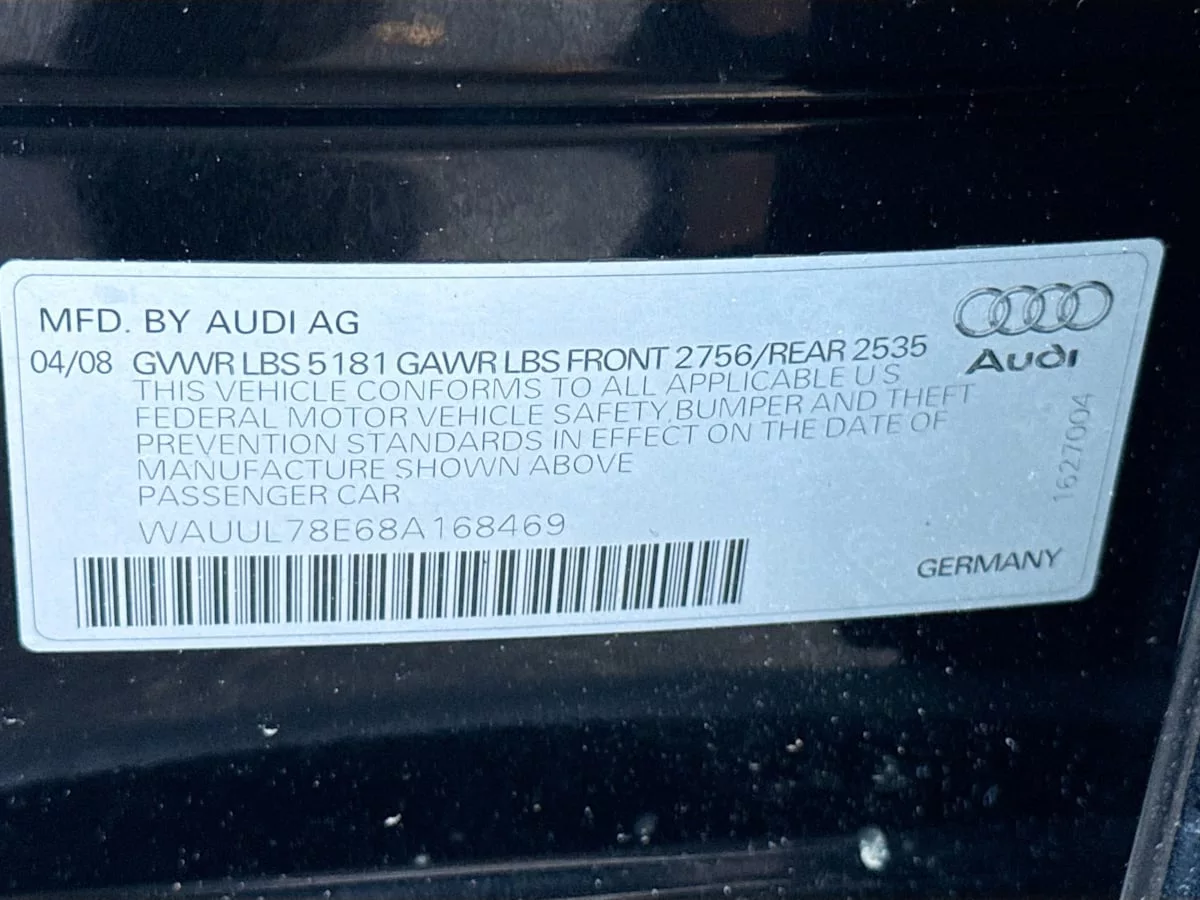 MFD. BY AUDI AG
04/08 GVWR LBS 5181 GAWR LBS FRONT 2756/REAR 2535
THIS VEHICLE CONFORMS TO ALL APPLICABLE U S
FEDERAL MOTOR VEHICLE SAFETY, BUMPER AND THEFT
PREVENTION STANDARDS IN EFFECT ON THE DATE OF
MANUFACTURE SHOWN ABOVE
PASSENGER CAR
WAUUL78E68A168469
Audi
1627004
GERMANY